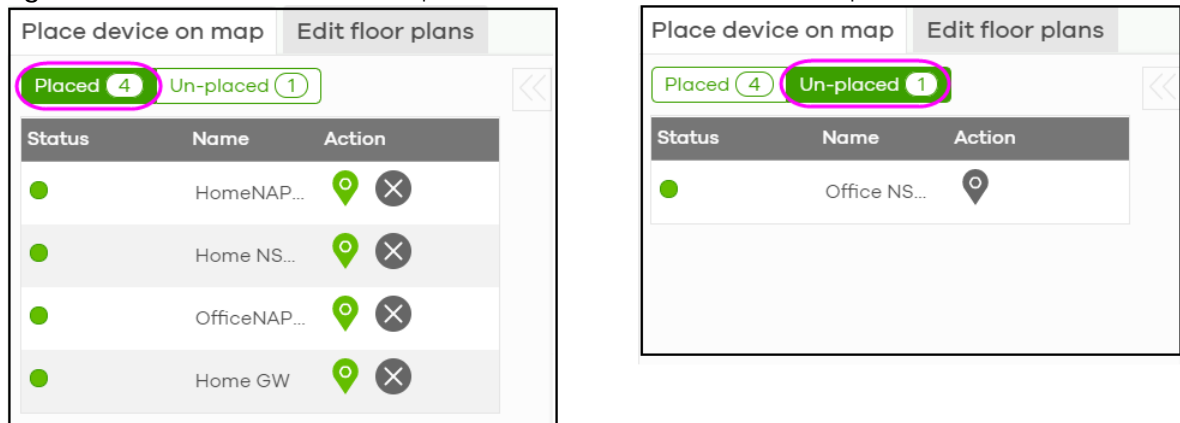 Place device on map Edit floor plans
Placed 4 Un-placed 1
Status Name Action
HomeNAP...
Home NS...
OfficeNAP...
Home GW
Place device on map Edit floor plans
Placed 4 Un-placed 1
Status Name Action
Office NS...